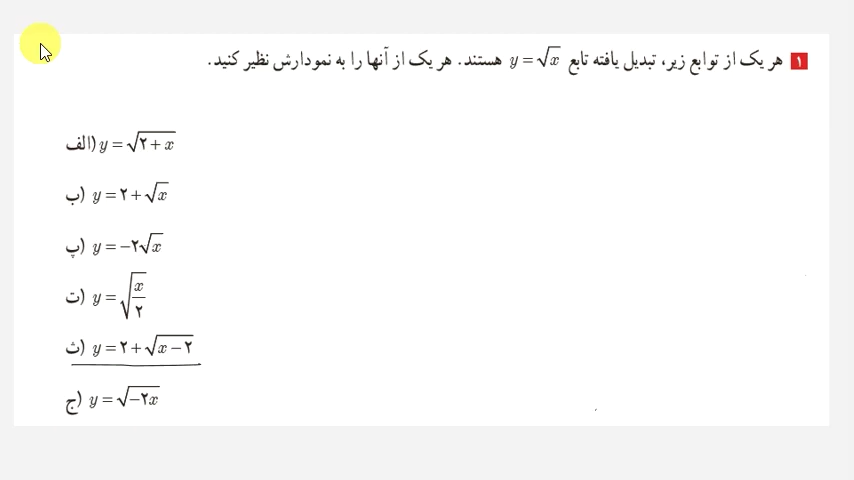 ۱ هر یک از توابع زیر، تبدیل یافته تابع y = √x هستند. هر یک از آنها را به نمودارش نظیر کنید.
الف) y = √(۲ + x)
ب) y = ۲ + √x
پ) y = −۲√x
ت) y = √(x/۲)
ث) y = ۲ + √(x − ۲)
ج) y = √(−۲x)